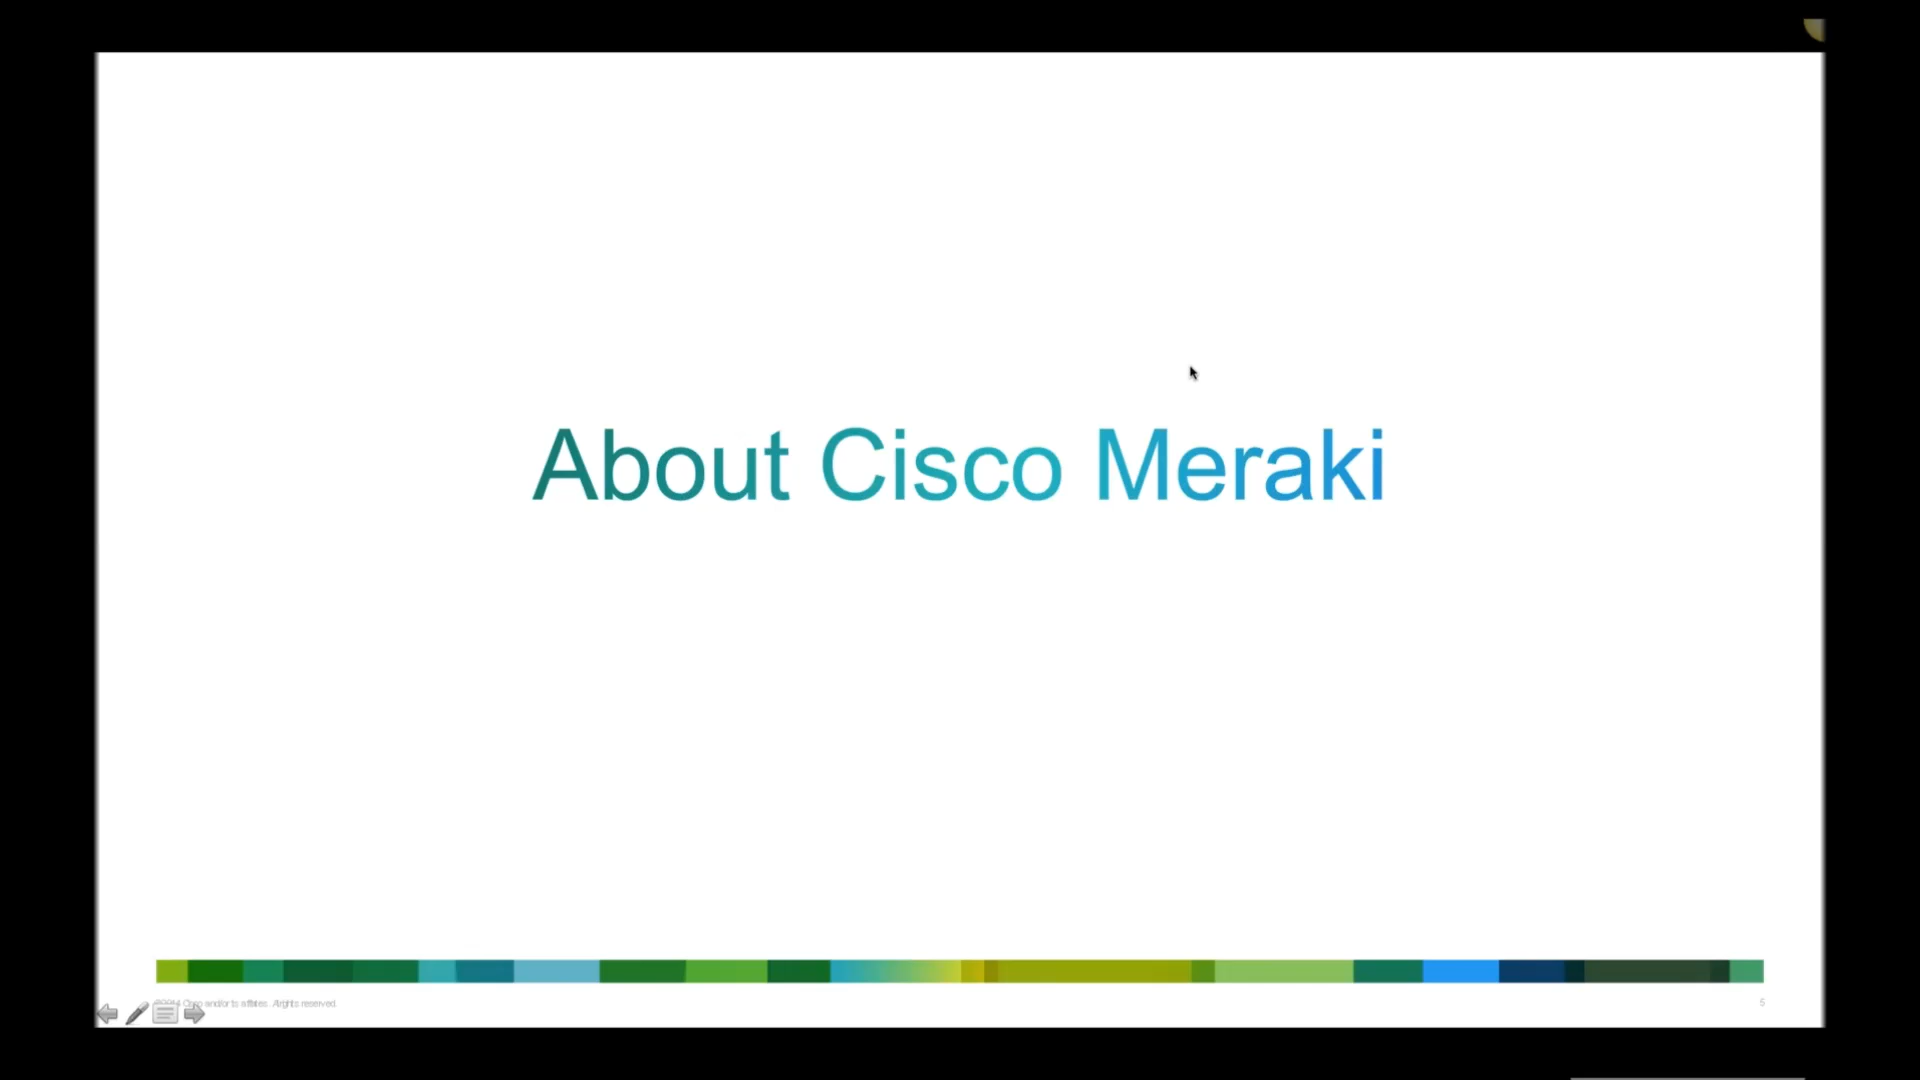 About Cisco Meraki
©2014 Cisco and/or its affiliates. All rights reserved.
5